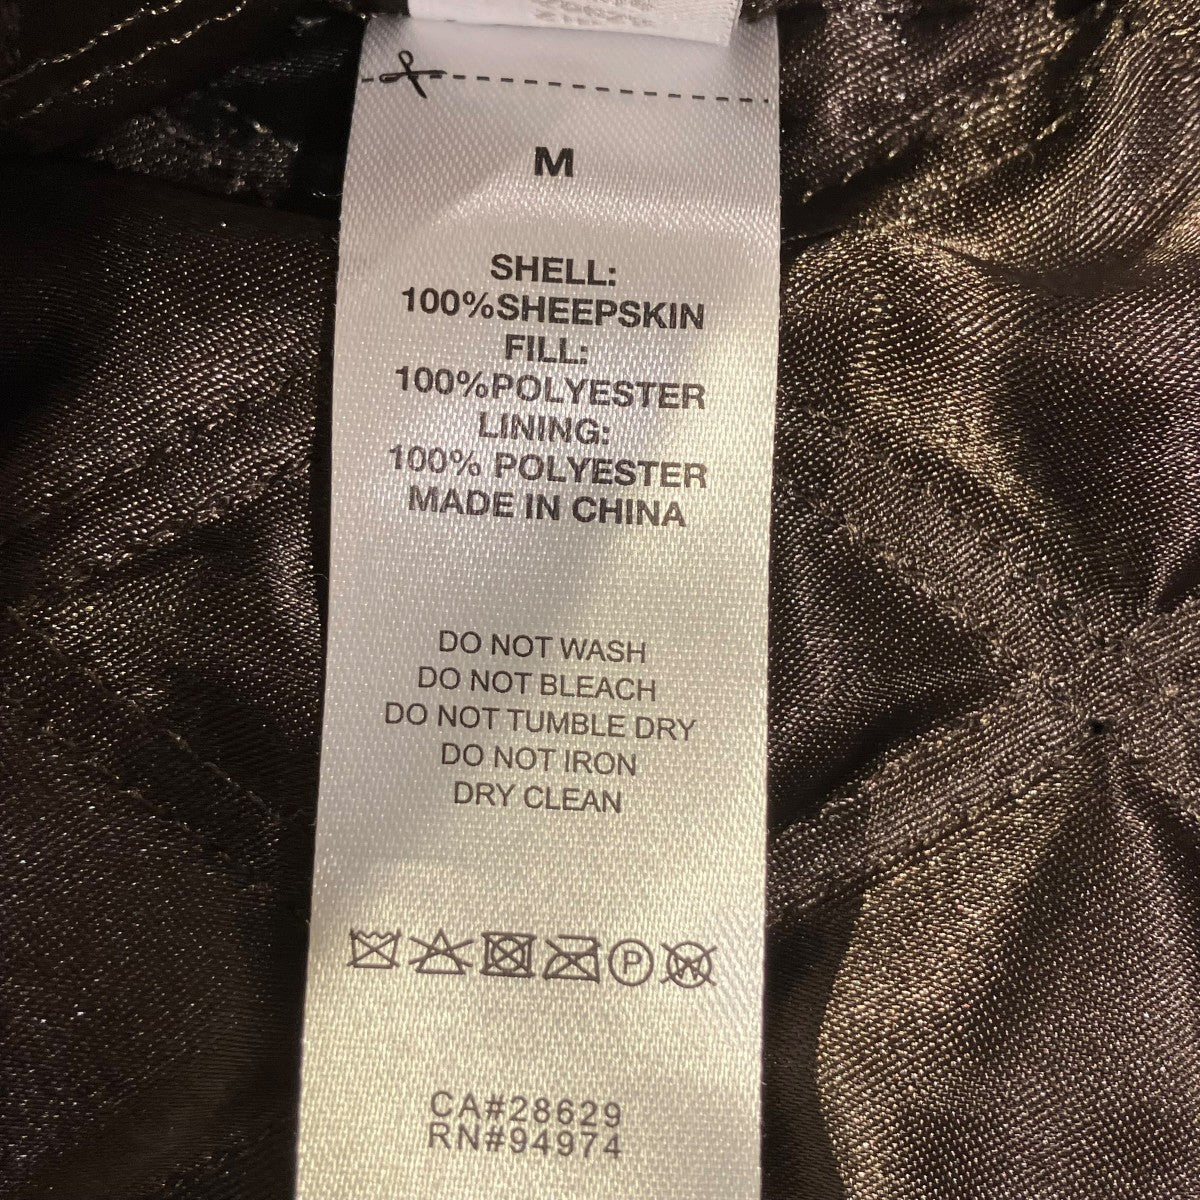 M
SHELL:
100%SHEEPSKIN
FILL:
100%POLYESTER
LINING:
100% POLYESTER
MADE IN CHINA
DO NOT WASH
DO NOT BLEACH
DO NOT TUMBLE DRY
DO NOT IRON
DRY CLEAN
P W
CA#28629
RN#94974